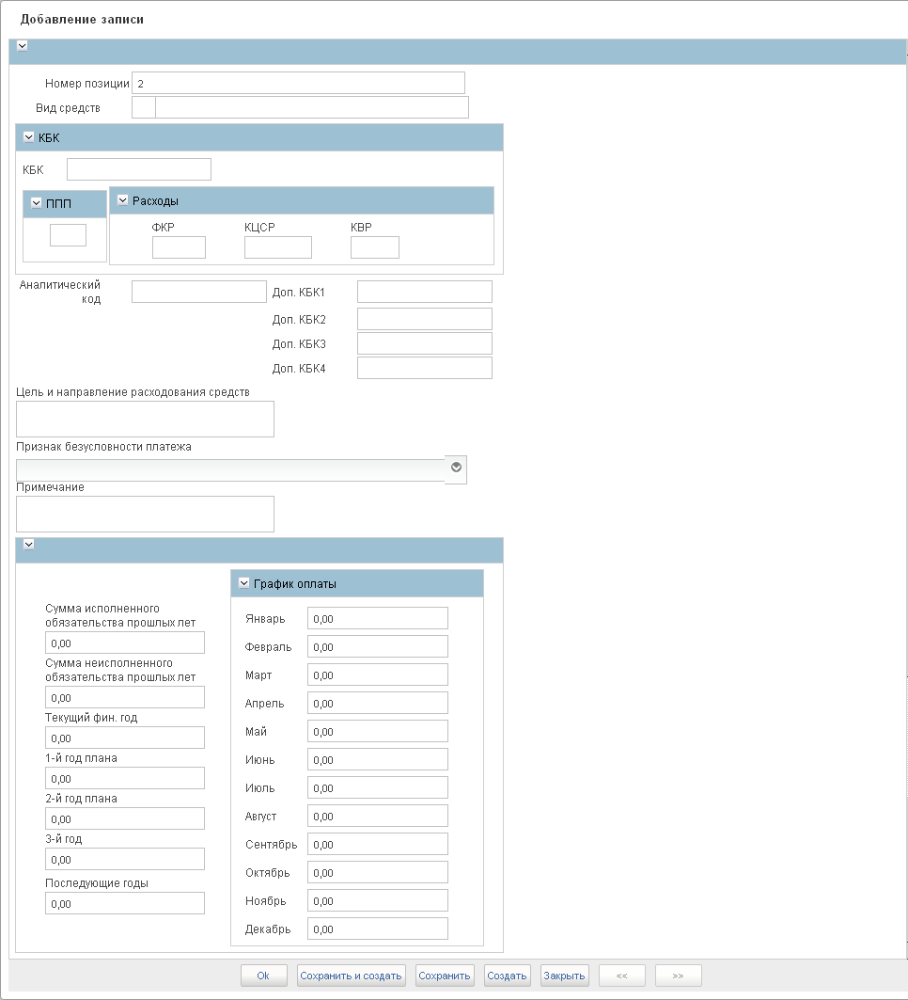 Добавление записи
Номер позиции 2
Вид средств
КБК
КБК
ППП
Расходы
ФКР КЦСР КВР
Аналитический
код
Доп. КБК1
Доп. КБК2
Доп. КБК3
Доп. КБК4
Цель и направление расходования средств
Признак безусловности платежа
Примечание
Сумма исполненного
обязательства прошлых лет
0,00
Сумма неисполненного
обязательства прошлых лет
0,00
Текущий фин. год
0,00
1-й год плана
0,00
2-й год плана
0,00
3-й год
0,00
Последующие годы
0,00
График оплаты
Январь 0,00
Февраль 0,00
Март 0,00
Апрель 0,00
Май 0,00
Июнь 0,00
Июль 0,00
Август 0,00
Сентябрь 0,00
Октябрь 0,00
Ноябрь 0,00
Декабрь 0,00
Ok Сохранить и создать Сохранить Создать Закрыть << >>